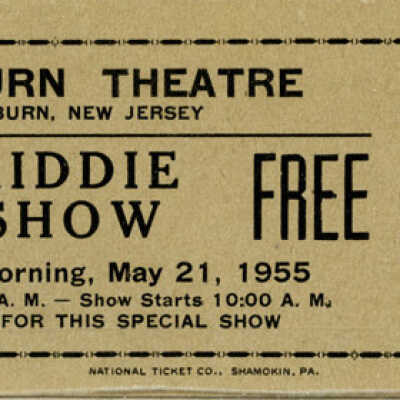 URN THEATRE
BURN, NEW JERSEY
IDDIE
SHOW
FREE
orning, May 21, 1955
A. M. — Show Starts 10:00 A. M.
FOR THIS SPECIAL SHOW
NATIONAL TICKET CO., SHAMOKIN, PA.